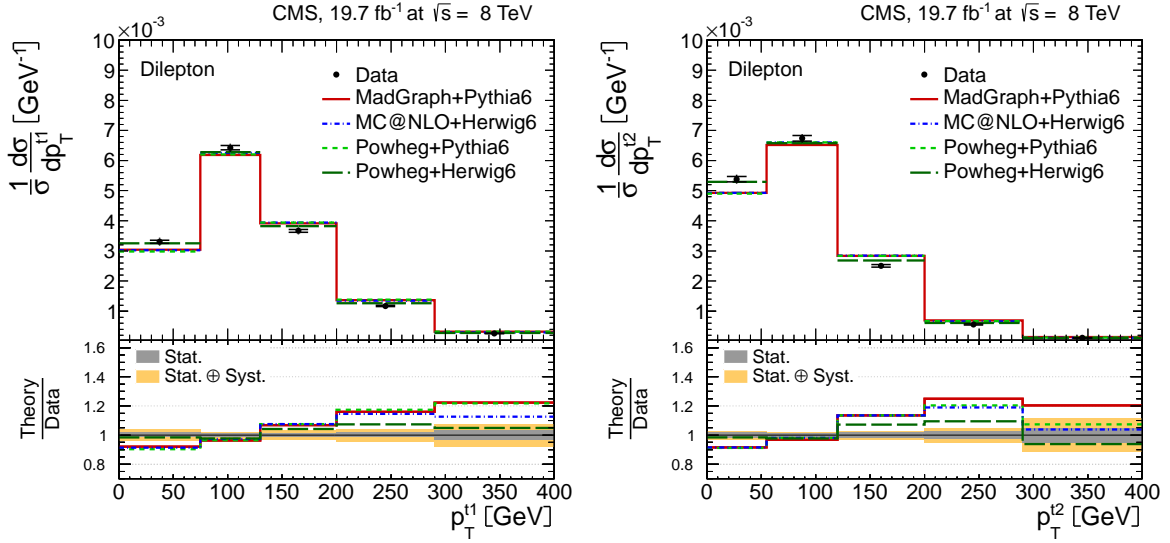 CMS, 19.7 fb⁻¹ at √s = 8 TeV
×10⁻³
10
9
8
7
6
5
4
3
2
1
1/σ dσ/dp_T^t1 [GeV⁻¹]
Dilepton
Data
MadGraph+Pythia6
MC@NLO+Herwig6
Powheg+Pythia6
Powheg+Herwig6
Theory/Data
1.6
1.4
1.2
1.0
0.8
Stat.
Stat. ⊕ Syst.
0 50 100 150 200 250 300 350 400
p_T^t1 [GeV]
CMS, 19.7 fb⁻¹ at √s = 8 TeV
×10⁻³
10
9
8
7
6
5
4
3
2
1
1/σ dσ/dp_T^t2 [GeV⁻¹]
Dilepton
Data
MadGraph+Pythia6
MC@NLO+Herwig6
Powheg+Pythia6
Powheg+Herwig6
Theory/Data
1.6
1.4
1.2
1.0
0.8
Stat.
Stat. ⊕ Syst.
0 50 100 150 200 250 300 350 400
p_T^t2 [GeV]